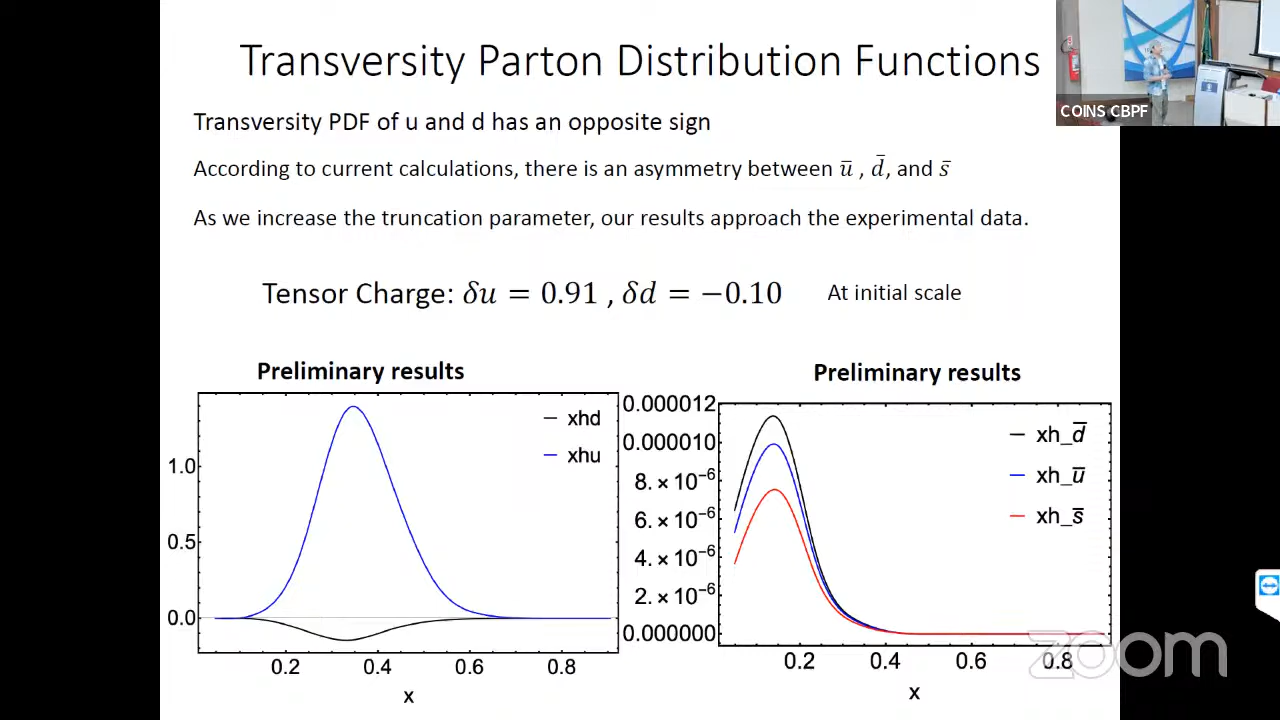 Transversity Parton Distribution Functions
COINS CBPF
Transversity PDF of u and d has an opposite sign
According to current calculations, there is an asymmetry between ū , d̄, and s̄
As we increase the truncation parameter, our results approach the experimental data.
Tensor Charge: δu = 0.91 , δd = −0.10
At initial scale
Preliminary results
xhd
xhu
1.0
0.5
0.0
0.2 0.4 0.6 0.8
x
Preliminary results
0.000012
0.000010
8.×10⁻⁶
6.×10⁻⁶
4.×10⁻⁶
2.×10⁻⁶
0.000000
xh_d̄
xh_ū
xh_s̄
0.2 0.4 0.6 0.8
x
zoom